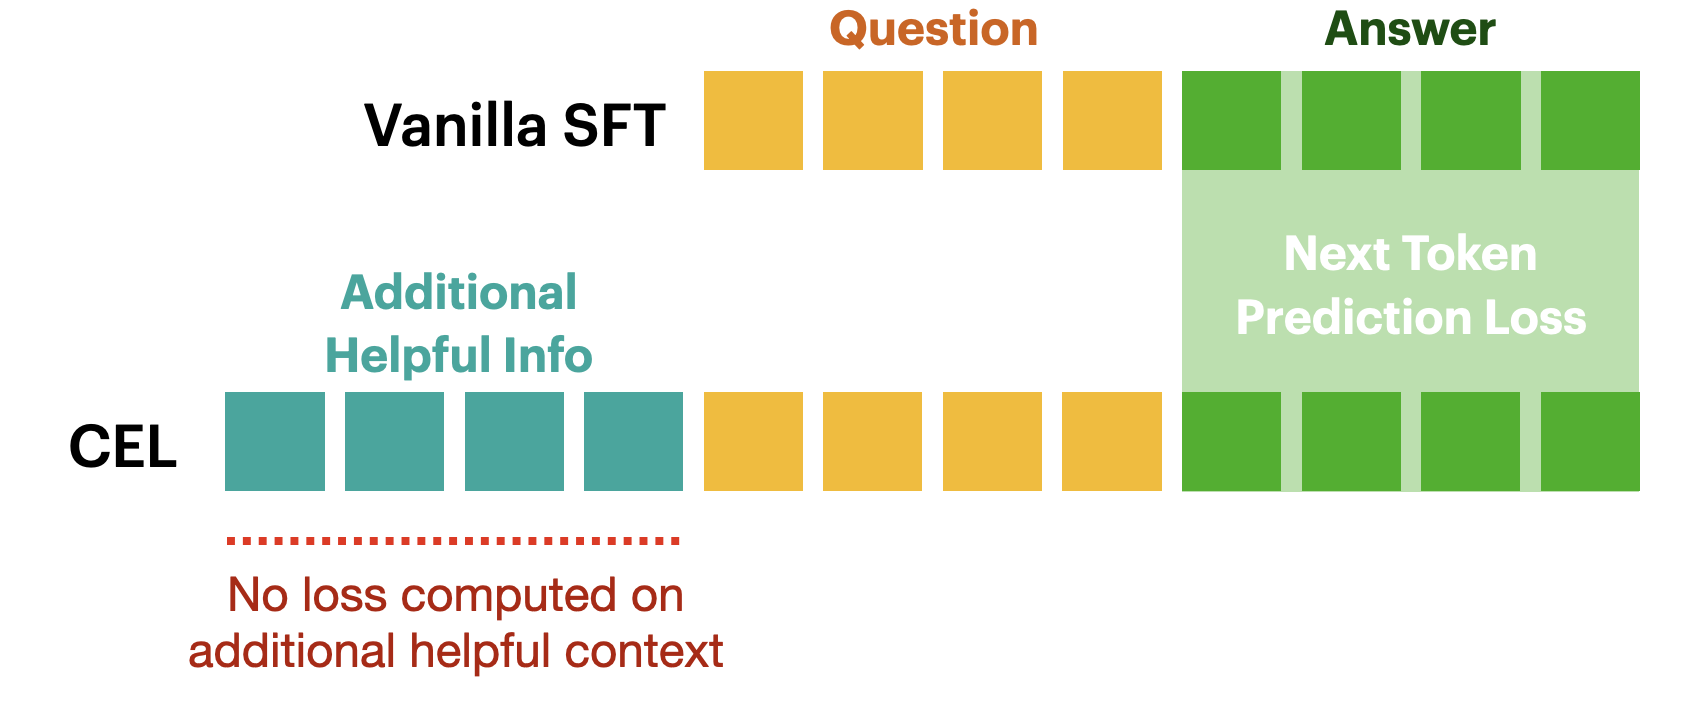 Question
Answer
Vanilla SFT
Next Token
Prediction Loss
Additional
Helpful Info
CEL
No loss computed on
additional helpful context